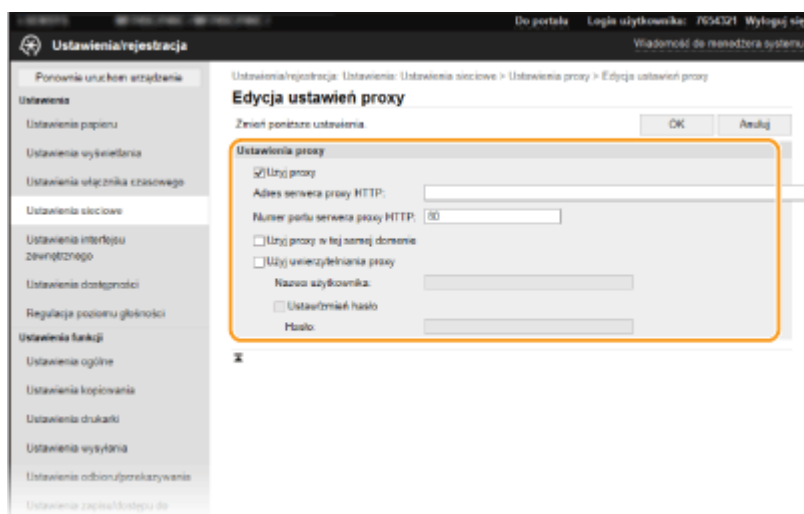 Do portalu Login użytkownika: 7654321 Wyloguj się
Ustawienia/rejestracja
Wiadomość do menedżera systemu
Ponownie uruchom urządzenie
Ustawienia/rejestracja: Ustawienia: Ustawienia sieciowe > Ustawienia proxy > Edycja ustawień proxy
Ustawienia
Edycja ustawień proxy
Ustawienia papieru
Zmień poniższe ustawienia.
OK
Anuluj
Ustawienia wyświetlania
Ustawienia proxy
Użyj proxy
Ustawienia włącznika czasowego
Adres serwera proxy HTTP:
Ustawienia sieciowe
Numer portu serwera proxy HTTP: 80
Ustawienia interfejsu
zewnętrznego
Użyj proxy w tej samej domenie
Użyj uwierzytelniania proxy
Ustawienia dostępności
Nazwa użytkownika:
Ustaw/zmień hasło
Regulacja poziomu głośności
Hasło:
Ustawienia funkcji
Ustawienia ogólne
Ustawienia kopiowania
Ustawienia drukarki
Ustawienia wysyłania
Ustawienia odbioru/przekazywania
Ustawienia zapisu/dostępu do